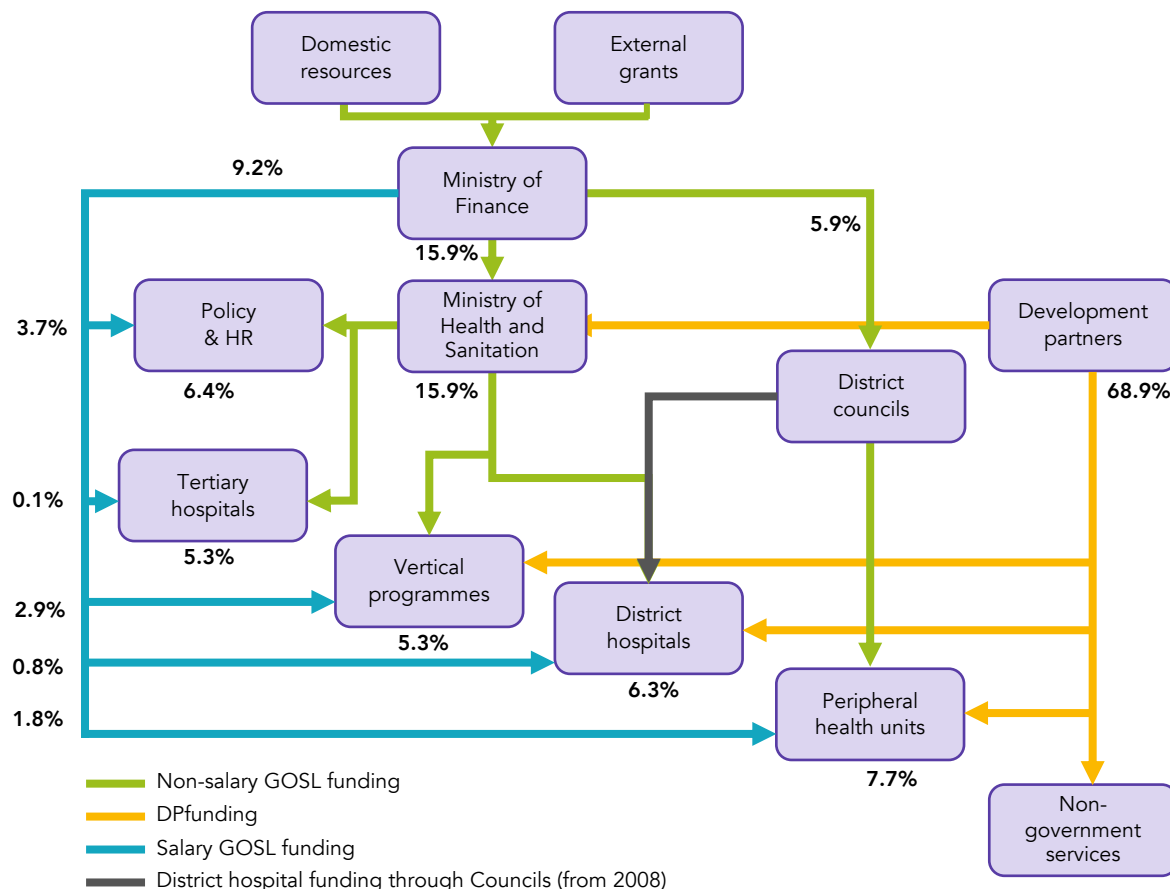 Domestic
resources
External
grants
9.2%
Ministry of
Finance
5.9%
15.9%
Policy
& HR
Ministry of
Health and
Sanitation
Development
partners
3.7%
6.4%
15.9%
District
councils
68.9%
Tertiary
hospitals
0.1%
5.3%
Vertical
programmes
2.9%
5.3%
District
hospitals
0.8%
6.3%
Peripheral
health units
1.8%
7.7%
Non-salary GOSL funding
DPfunding
Salary GOSL funding
District hospital funding through Councils (from 2008)
Non-
government
services